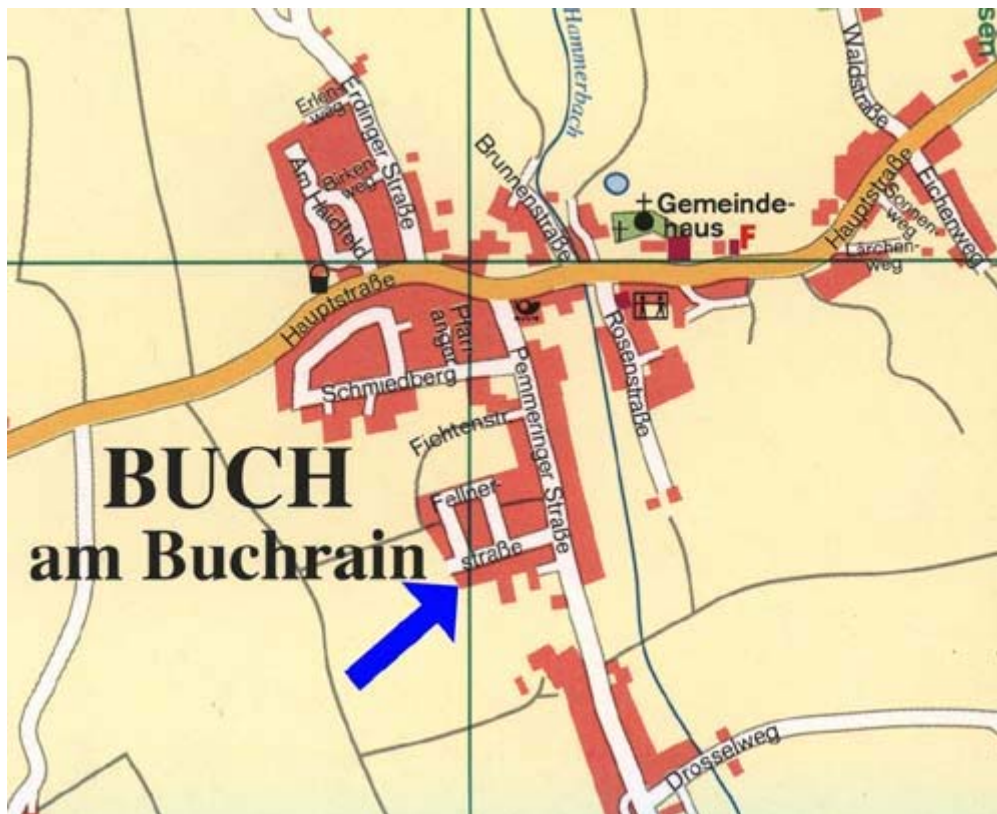 Hammerbach
Waldstraße
sen
Erlen-
weg
Erdinger Straße
Birken-
weg
Am Haidfeld
Brunnenstraße
Gemeinde-
haus
F
Hauptstraße
Sonnen-
weg
Eichenweg
Lärchen-
weg
Hauptstraße
Pfarr
anger
Rosenstraße
Schmiedberg
Pemmeringer Straße
Fichtenstr.
BUCH
am Buchrain
Fellner-
straße
Drosselweg